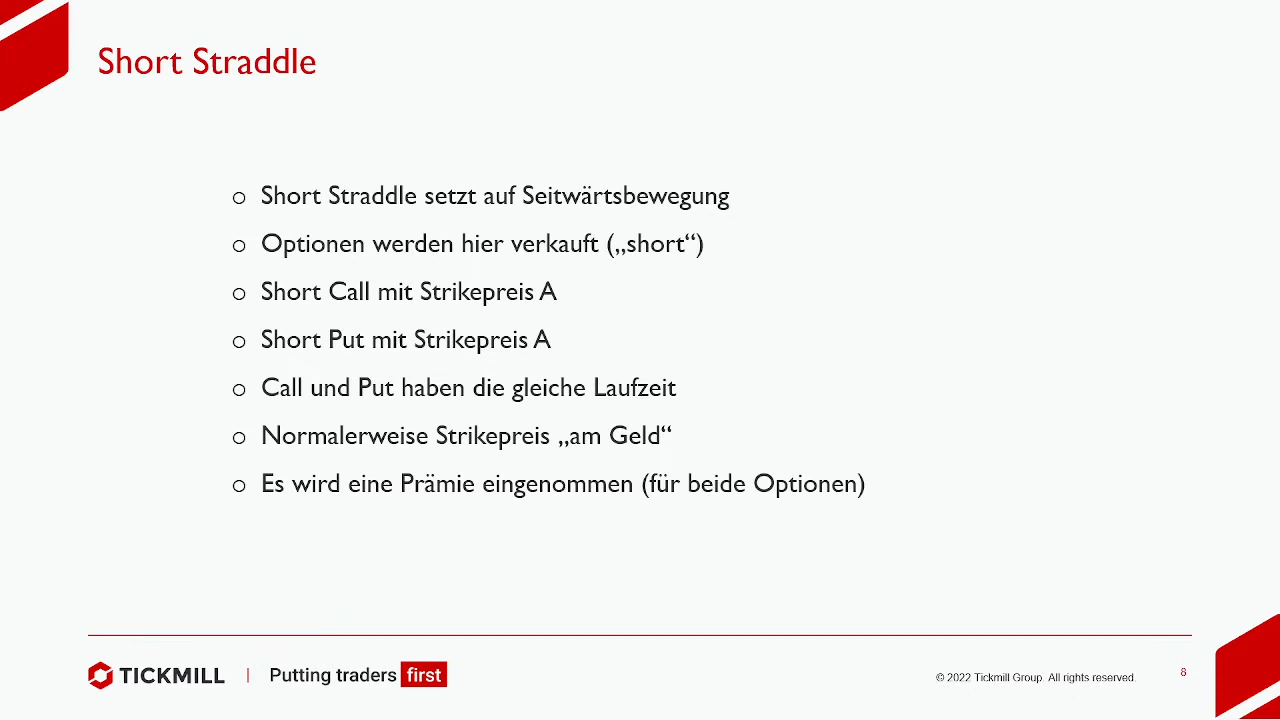 Short Straddle
o Short Straddle setzt auf Seitwärtsbewegung
o Optionen werden hier verkauft („short“)
o Short Call mit Strikepreis A
o Short Put mit Strikepreis A
o Call und Put haben die gleiche Laufzeit
o Normalerweise Strikepreis „am Geld“
o Es wird eine Prämie eingenommen (für beide Optionen)
TICKMILL | Putting traders first
© 2022 Tickmill Group. All rights reserved.
8